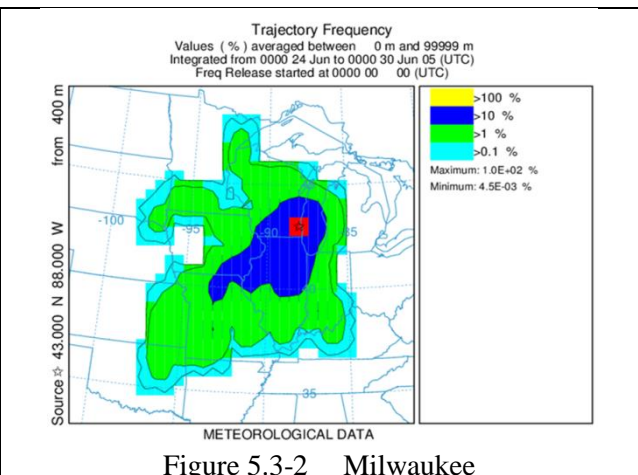 Trajectory Frequency
Values ( % ) averaged between 0 m and 99999 m
Integrated from 0000 24 Jun to 0000 30 Jun 05 (UTC)
Freq Release started at 0000 00 00 (UTC)
Source ☆ 43.000 N 88.000 W from 400 m
-100
-95
-90
-85
40
35
>100 %
>10 %
>1 %
>0.1 %
Maximum: 1.0E+02 %
Minimum: 4.5E-03 %
METEOROLOGICAL DATA
Figure 5.3-2 Milwaukee